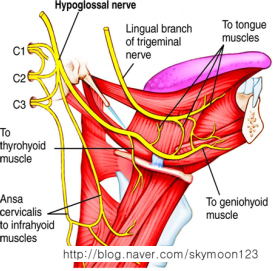 Hypoglossal nerve
Lingual branch
of trigeminal
nerve
To tongue
muscles
C1
C2
C3
To
thyrohyoid
muscle
To geniohyoid
muscle
Ansa
cervicalis
to infrahyoid
muscles
http://blog.naver.com/skymoon123